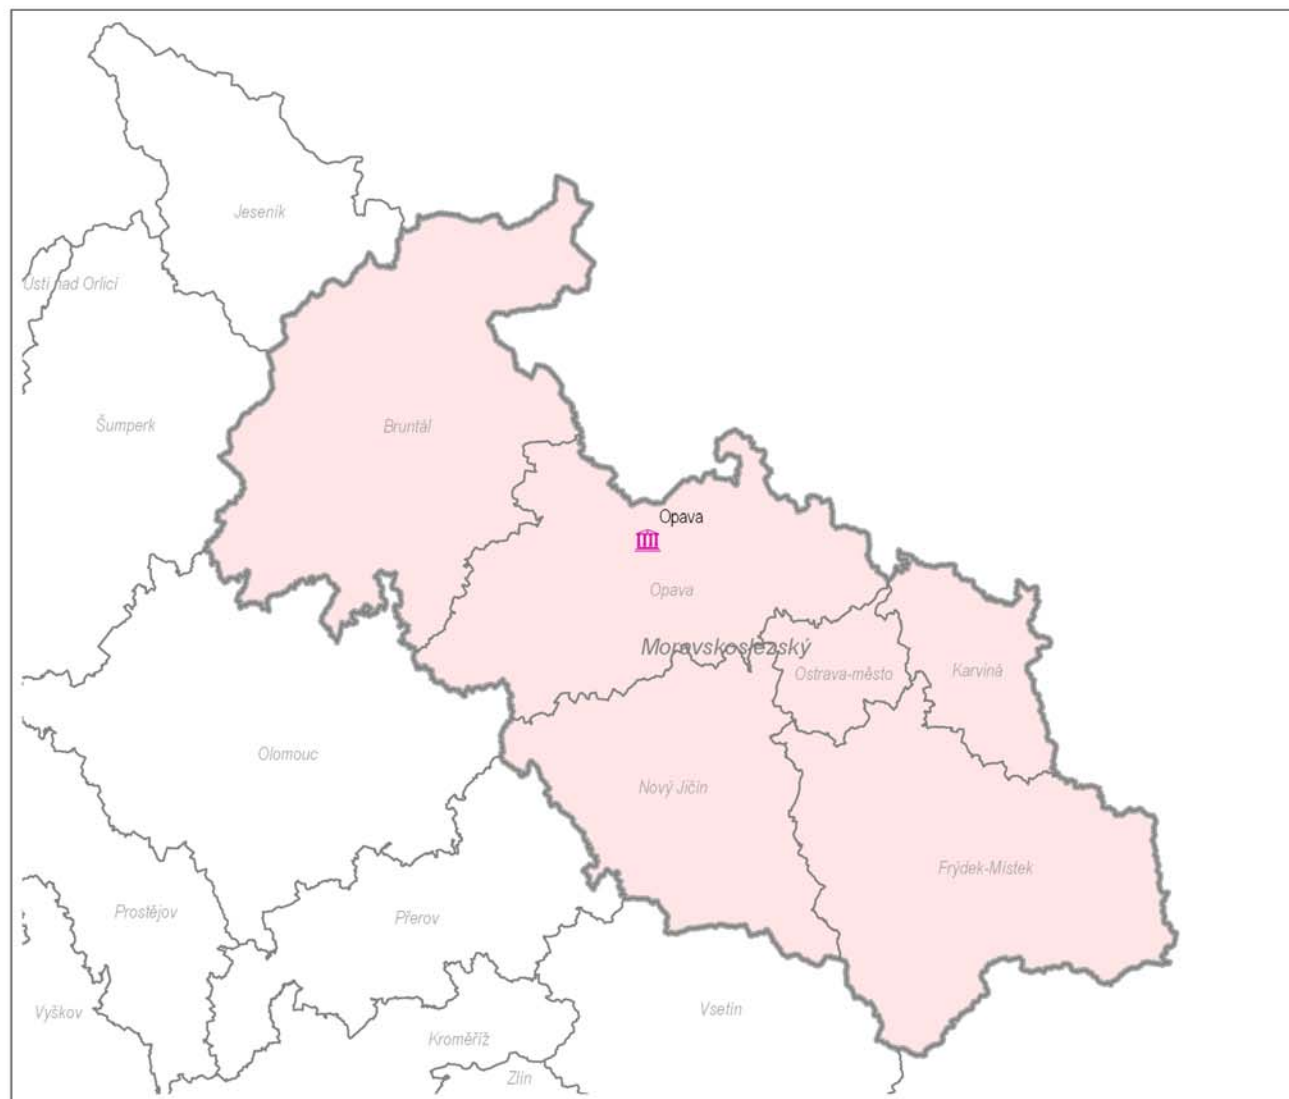 Jeseník
Ústí nad Orlicí
Šumperk
Bruntál
Opava
Opava
Moravskoslezský
Ostrava-město
Karviná
Olomouc
Nový Jičín
Frýdek-Místek
Prostějov
Přerov
Vyškov
Vsetín
Kroměříž
Zlín